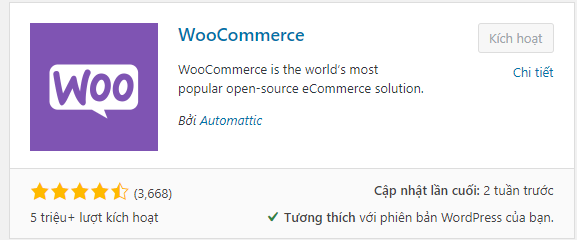 Woo
WooCommerce
Kích hoạt
WooCommerce is the world's most
popular open-source eCommerce solution.
Chi tiết
Bởi Automattic
(3,668)
Cập nhật lần cuối: 2 tuần trước
5 triệu+ lượt kích hoạt
Tương thích với phiên bản WordPress của bạn.